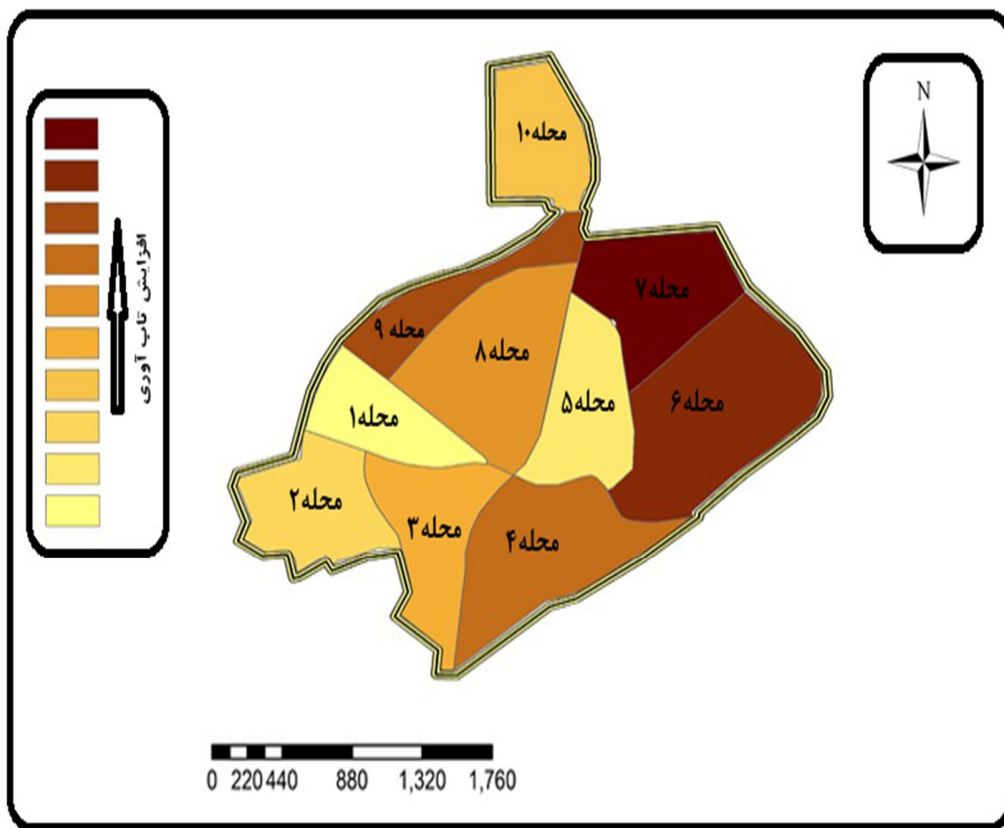 N
محله۱۰
محله۷
محله ۹
محله۸
محله۶
محله۵
محله۱
محله۲
محله۳
محله۴
افزایش تاپ آوری
0 220 440 880 1,320 1,760